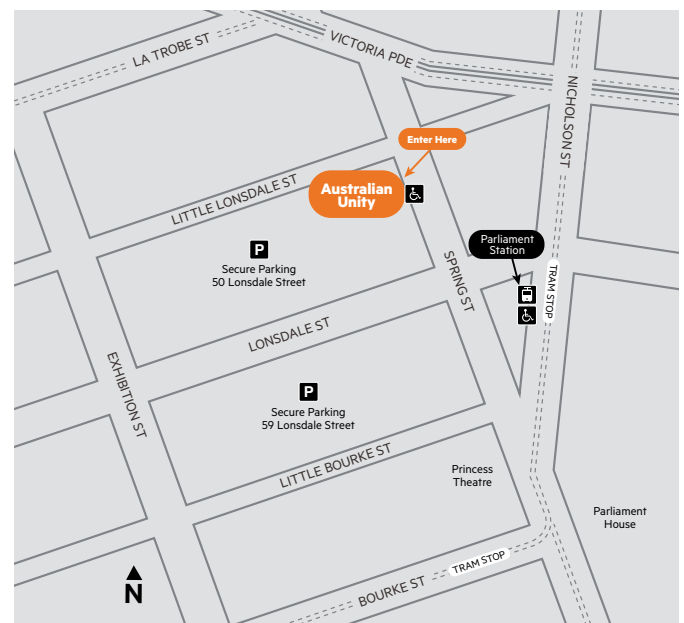 LA TROBE ST
VICTORIA PDE
NICHOLSON ST
Enter Here
Australian
Unity
LITTLE LONSDALE ST
P
Secure Parking
50 Lonsdale Street
Parliament
Station
SPRING ST
TRAM STOP
LONSDALE ST
EXHIBITION ST
P
Secure Parking
59 Lonsdale Street
LITTLE BOURKE ST
Princess
Theatre
Parliament
House
TRAM STOP
BOURKE ST
N